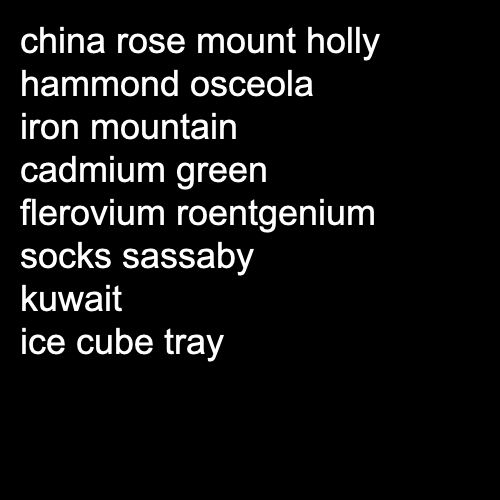 china rose mount holly
hammond osceola
iron mountain
cadmium green
flerovium roentgenium
socks sassaby
kuwait
ice cube tray